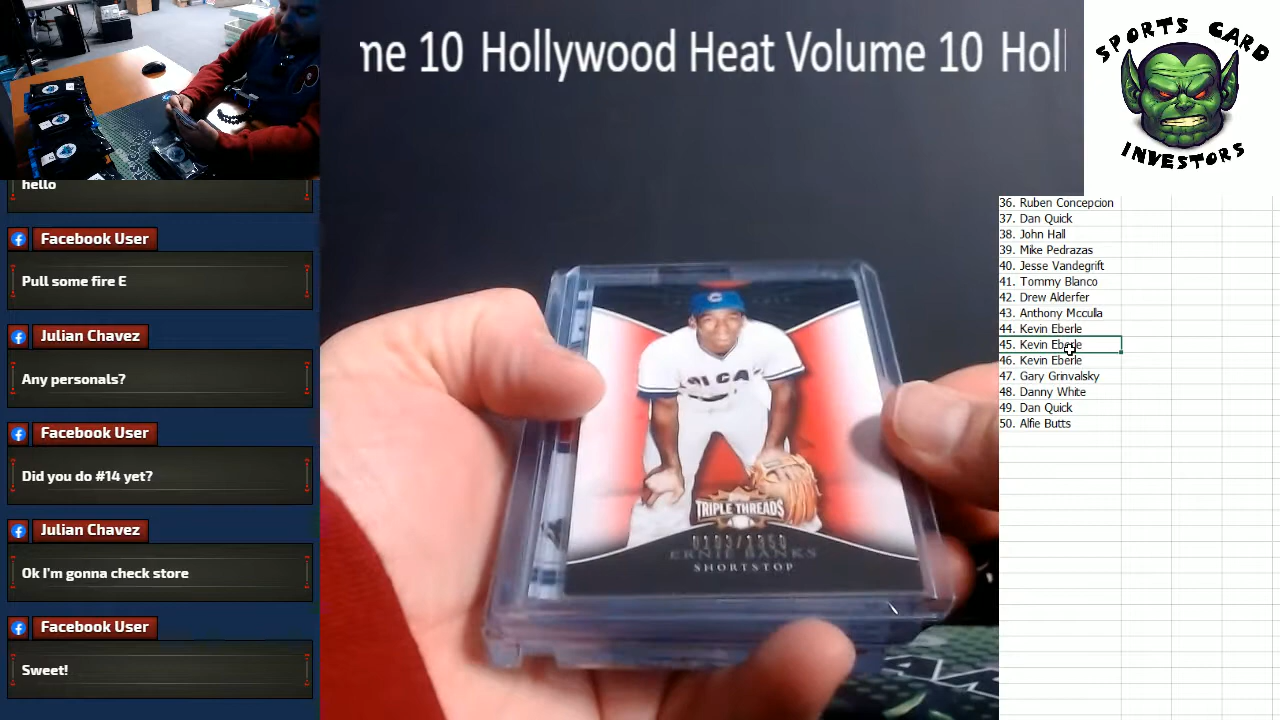 me 10 Hollywood Heat Volume 10 Holl
SPORTS CARD
INVESTORS
hello
Facebook User
Pull some fire E
Julian Chavez
Any personals?
Facebook User
Did you do #14 yet?
Julian Chavez
Ok I'm gonna check store
Facebook User
Sweet!
TRIPLE THREADS
ERNIE BANKS
SHORTSTOP
36. Ruben Concepcion
37. Dan Quick
38. John Hall
39. Mike Pedrazas
40. Jesse Vandegrift
41. Tommy Blanco
42. Drew Alderfer
43. Anthony Mcculla
44. Kevin Eberle
45. Kevin Eberle
46. Kevin Eberle
47. Gary Grinvalsky
48. Danny White
49. Dan Quick
50. Alfie Butts